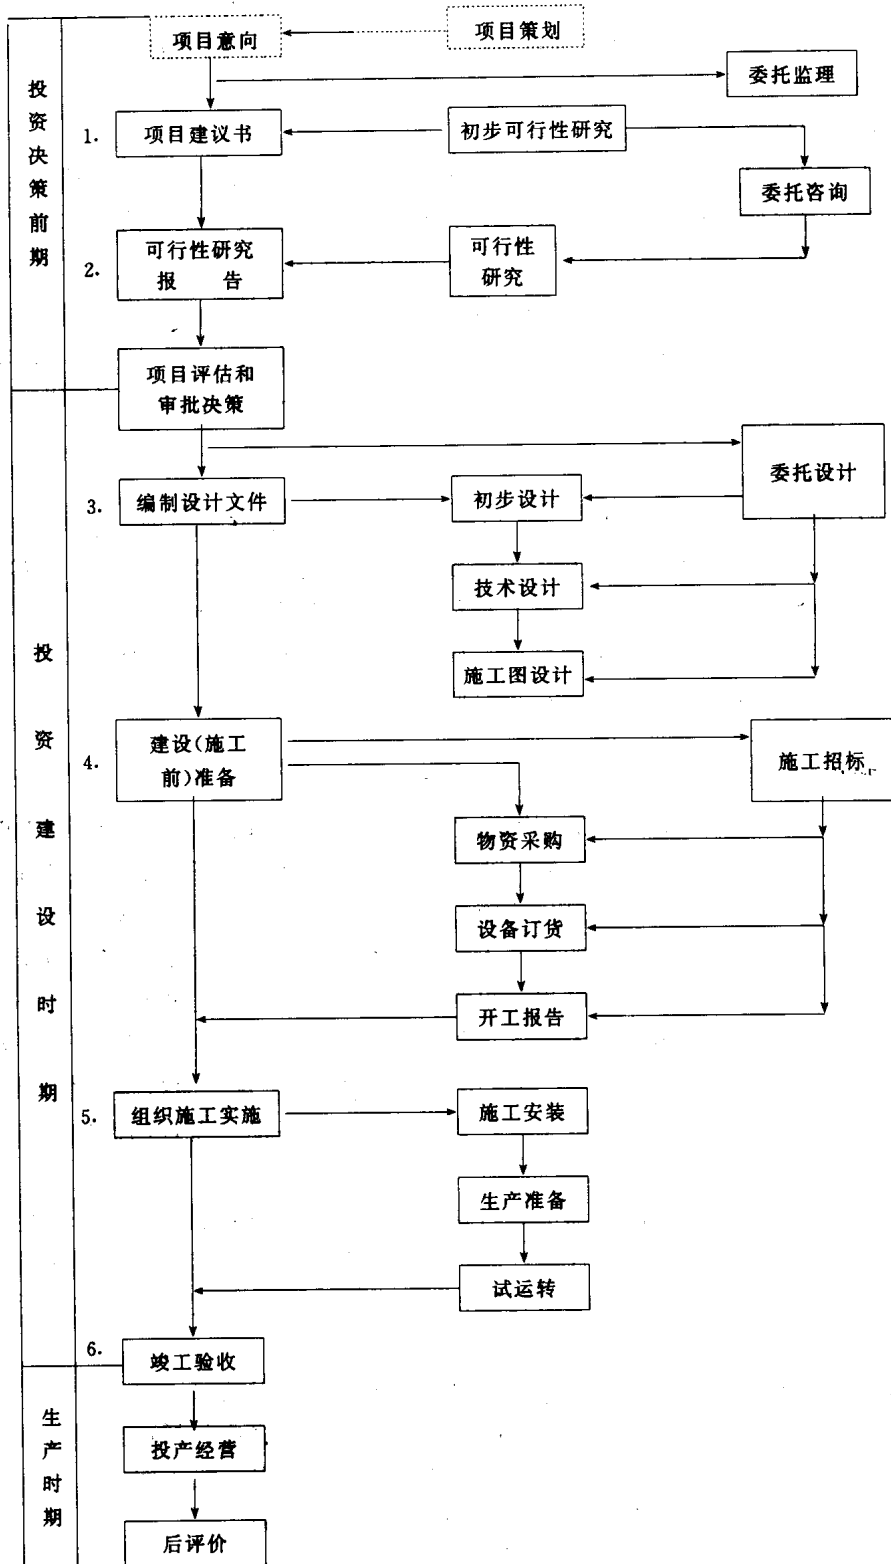 项目意向
项目策划
委托监理
投资决策前期
1.
项目建议书
初步可行性研究
委托咨询
2.
可行性研究
报 告
可行性
研究
项目评估和
审批决策
委托设计
3.
编制设计文件
初步设计
技术设计
施工图设计
投资建设时期
4.
建设(施工
前)准备
施工招标
物资采购
设备订货
开工报告
5.
组织施工实施
施工安装
生产准备
试运转
6.
竣工验收
生产时期
投产经营
后评价